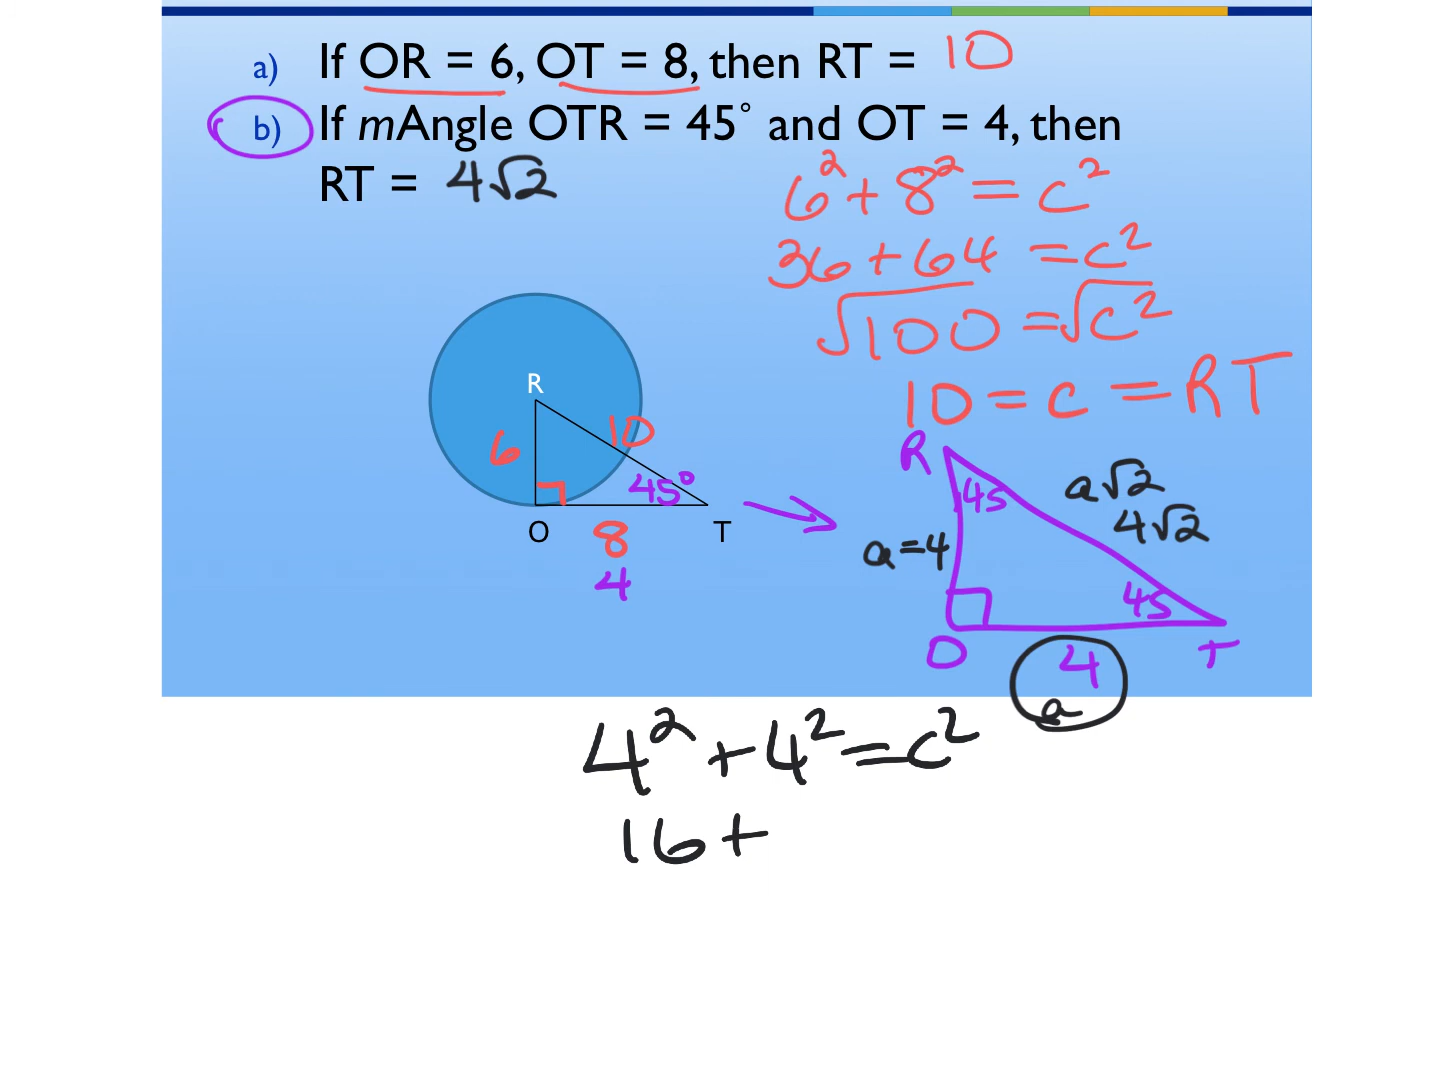 a) If OR = 6, OT = 8, then RT = 10
b) If mAngle OTR = 45° and OT = 4, then
RT = 4√2
6² + 8² = c²
36 + 64 = c²
√100 = √c²
10 = c = RT
R
6
10
45°
O
8
T
4
R
45
a√2
4√2
a = 4
45
O
4
T
a
4² + 4² = c²
16 +